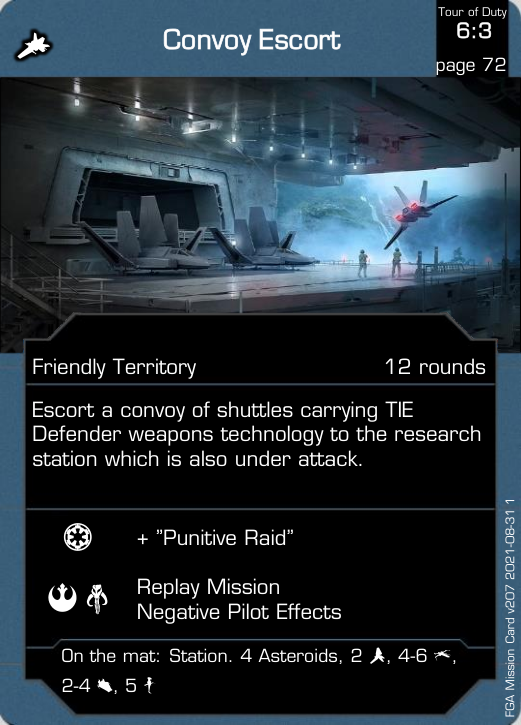 Convoy Escort
Tour of Duty
6:3
page 72
Friendly Territory 12 rounds
Escort a convoy of shuttles carrying TIE
Defender weapons technology to the research
station which is also under attack.
+ ”Punitive Raid”
Replay Mission
Negative Pilot Effects
On the mat: Station. 4 Asteroids, 2 , 4-6 ,
2-4 , 5
FGA Mission Card v207 2021-08-31 1